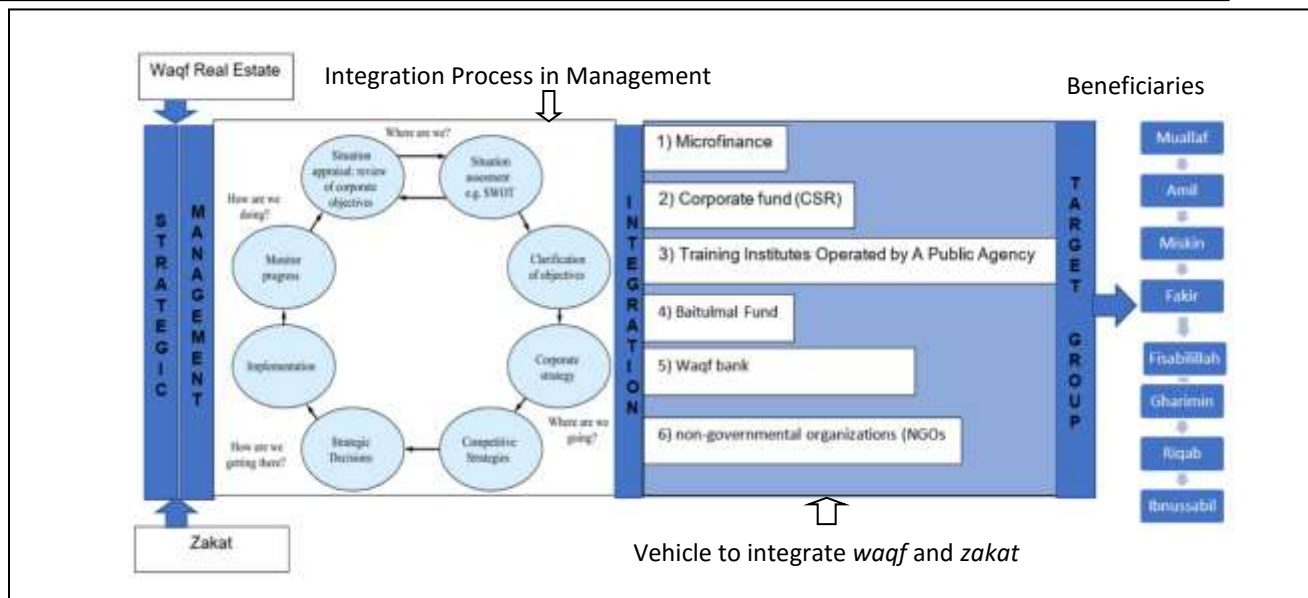 Waqf Real Estate
Integration Process in Management
Beneficiaries
STRATEGIC
MANAGEMENT
Where are we?
Situation
appraisal: review
of corporate
objectives
Situation
assesment
e.g. SWOT
How are we
doing?
Monitor
progress
Clarification
of objectives
Implementation
Corporate
strategy
How are we
getting there?
Strategic
Decisions
Competitive
Strategies
Where are we
going?
INTEGRATION
1) Microfinance
2) Corporate fund (CSR)
3) Training Institutes Operated by A Public Agency
4) Baitulmal Fund
5) Waqf bank
6) non-governmental organizations (NGOs
TARGET GROUP
Muallaf
Amil
Miskin
Fakir
Fisabilillah
Gharimin
Riqab
Ibnussabil
Zakat
Vehicle to integrate waqf and zakat